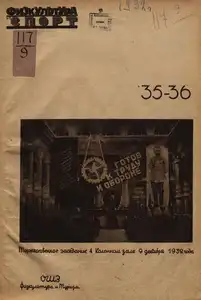 ФИЗКУЛЬТУРА
СПОРТ
117
9
117
35-36
ГОТОВ
К ТРУДУ
И ОБОРОНЕ
Торжественное заседание в Колонном зале 9 декабря 1932 года
ОГИЗ
Физкультура и Туризм